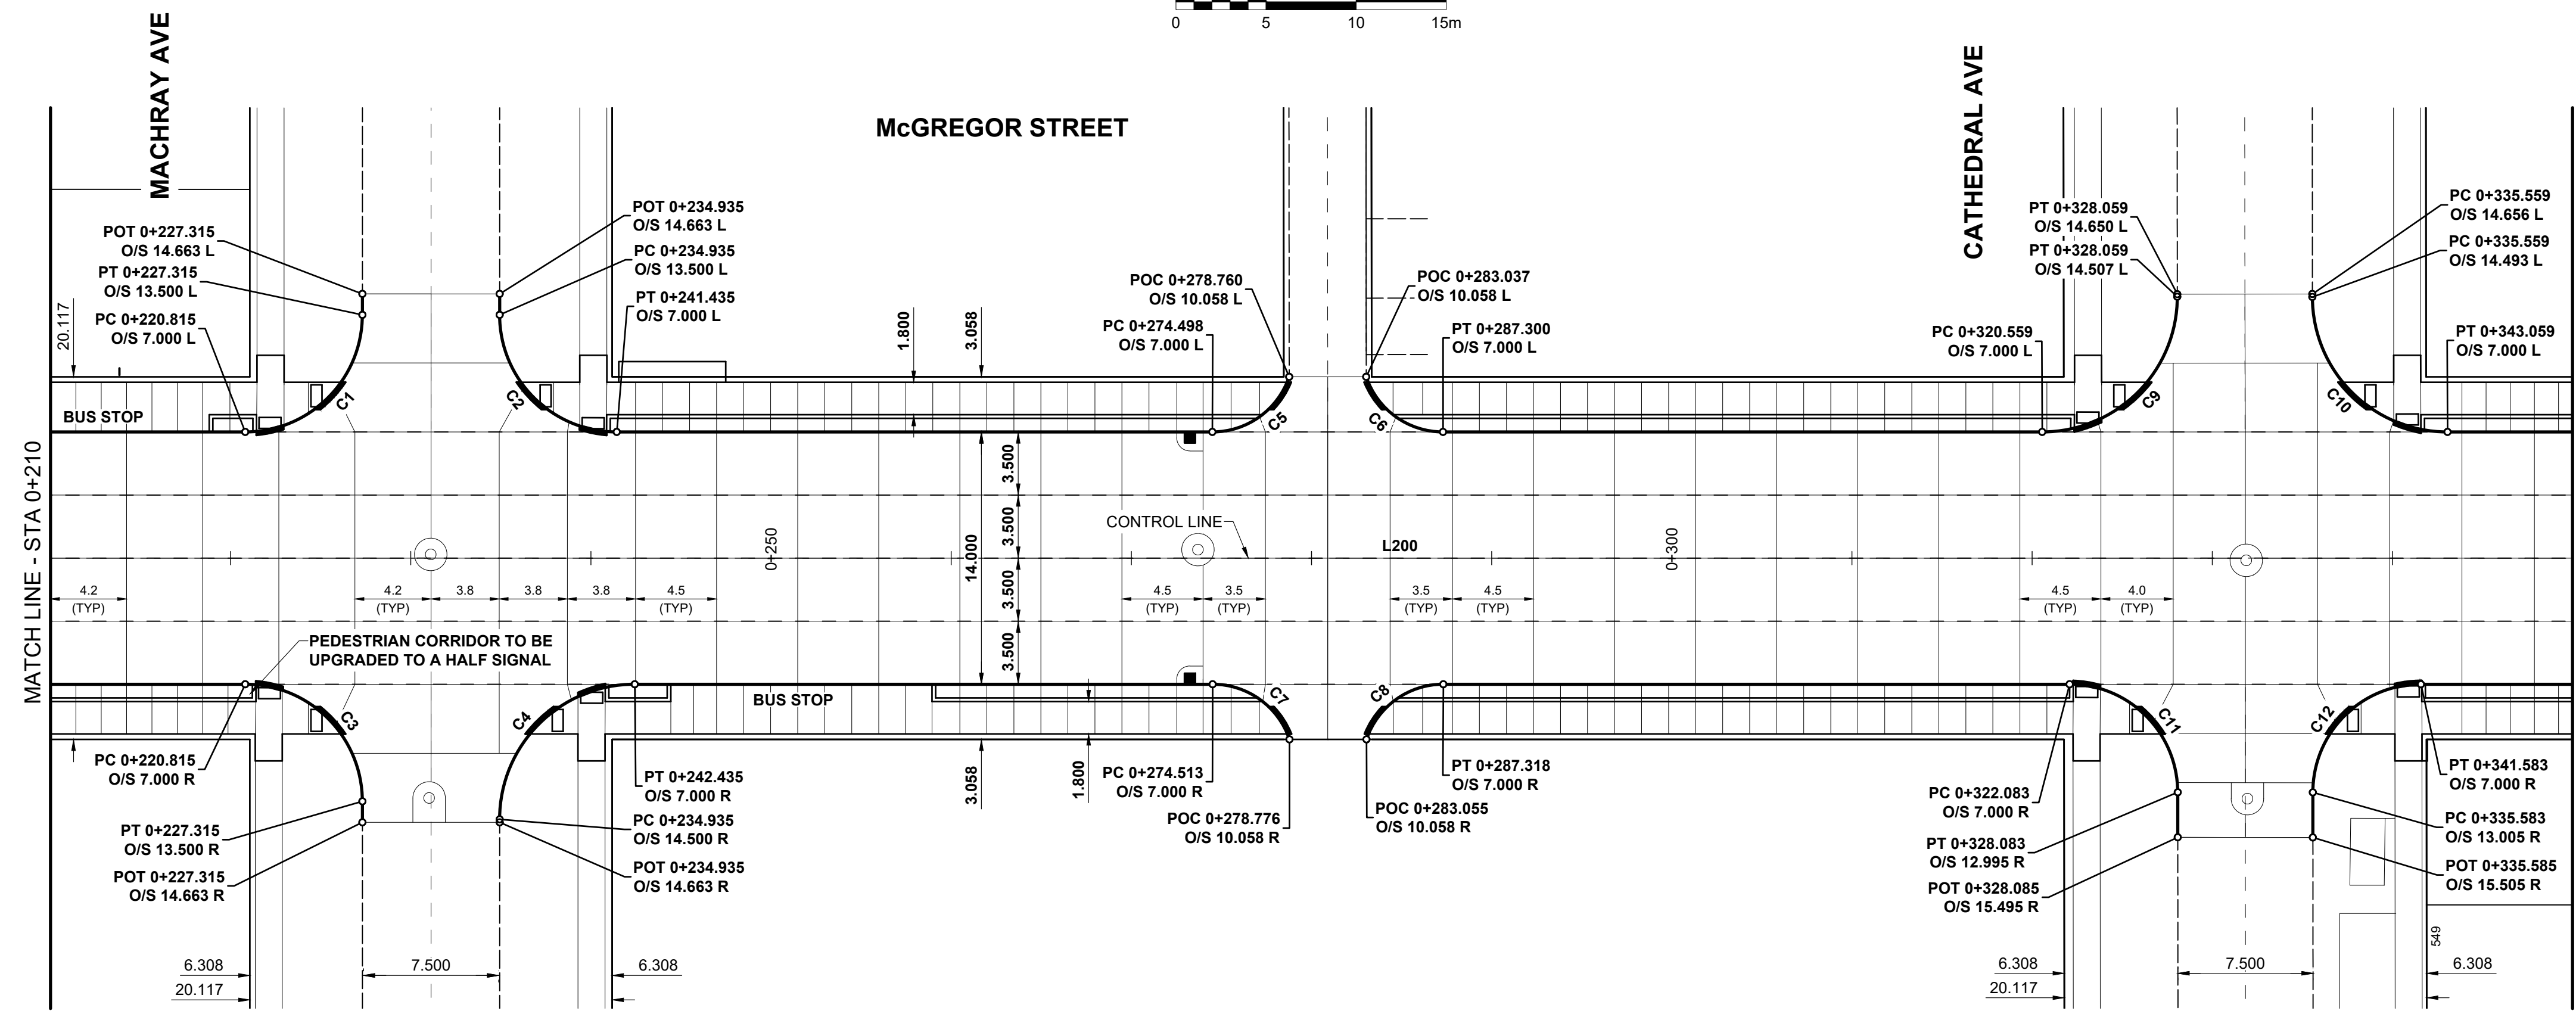 0 5 10 15m
MACHRAY AVE
McGREGOR STREET
CATHEDRAL AVE
POT 0+227.315
O/S 14.663 L
PT 0+227.315
O/S 13.500 L
PC 0+220.815
O/S 7.000 L
POT 0+234.935
O/S 14.663 L
PC 0+234.935
O/S 13.500 L
PT 0+241.435
O/S 7.000 L
POC 0+278.760
O/S 10.058 L
PC 0+274.498
O/S 7.000 L
POC 0+283.037
O/S 10.058 L
PT 0+287.300
O/S 7.000 L
PT 0+328.059
O/S 14.650 L
PT 0+328.059
O/S 14.507 L
PC 0+320.559
O/S 7.000 L
PC 0+335.559
O/S 14.656 L
PC 0+335.559
O/S 14.493 L
PT 0+343.059
O/S 7.000 L
20.117
1.800
3.058
BUS STOP
C1
C2
C5
C6
C9
C10
MATCH LINE - STA 0+210
3.500
3.500
3.500
3.500
14.000
0+250
CONTROL LINE
L200
0+300
4.2
(TYP)
4.2
(TYP)
3.8
3.8
3.8
4.5
(TYP)
4.5
(TYP)
3.5
(TYP)
3.5
(TYP)
4.5
(TYP)
4.5
(TYP)
4.0
(TYP)
PEDESTRIAN CORRIDOR TO BE
UPGRADED TO A HALF SIGNAL
BUS STOP
C3
C4
C7
C8
C11
C12
PC 0+220.815
O/S 7.000 R
PT 0+227.315
O/S 13.500 R
POT 0+227.315
O/S 14.663 R
PT 0+242.435
O/S 7.000 R
PC 0+234.935
O/S 14.500 R
POT 0+234.935
O/S 14.663 R
3.058
1.800
PC 0+274.513
O/S 7.000 R
POC 0+278.776
O/S 10.058 R
PT 0+287.318
O/S 7.000 R
POC 0+283.055
O/S 10.058 R
PC 0+322.083
O/S 7.000 R
PT 0+328.083
O/S 12.995 R
POT 0+328.085
O/S 15.495 R
PT 0+341.583
O/S 7.000 R
PC 0+335.583
O/S 13.005 R
POT 0+335.585
O/S 15.505 R
549
6.308
7.500
6.308
20.117
6.308
7.500
6.308
20.117